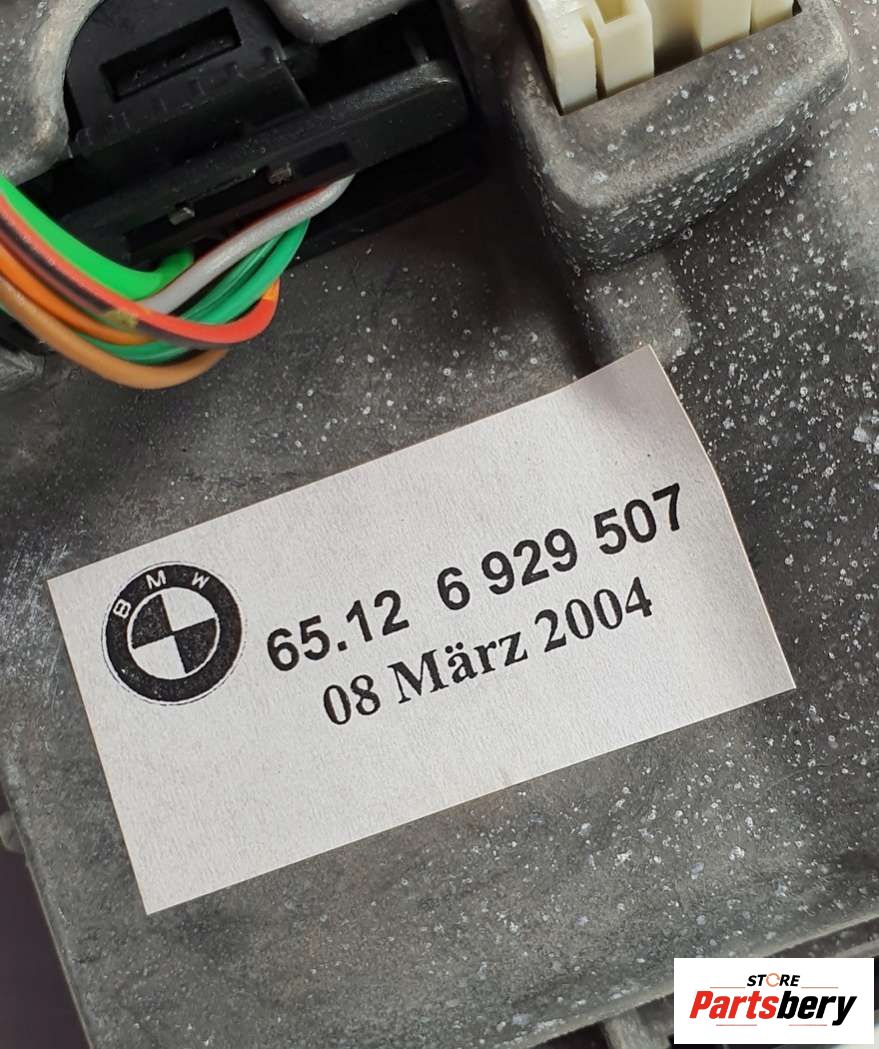 BMW
65.12 6 929 507
08 März 2004
STORE
Partsbery